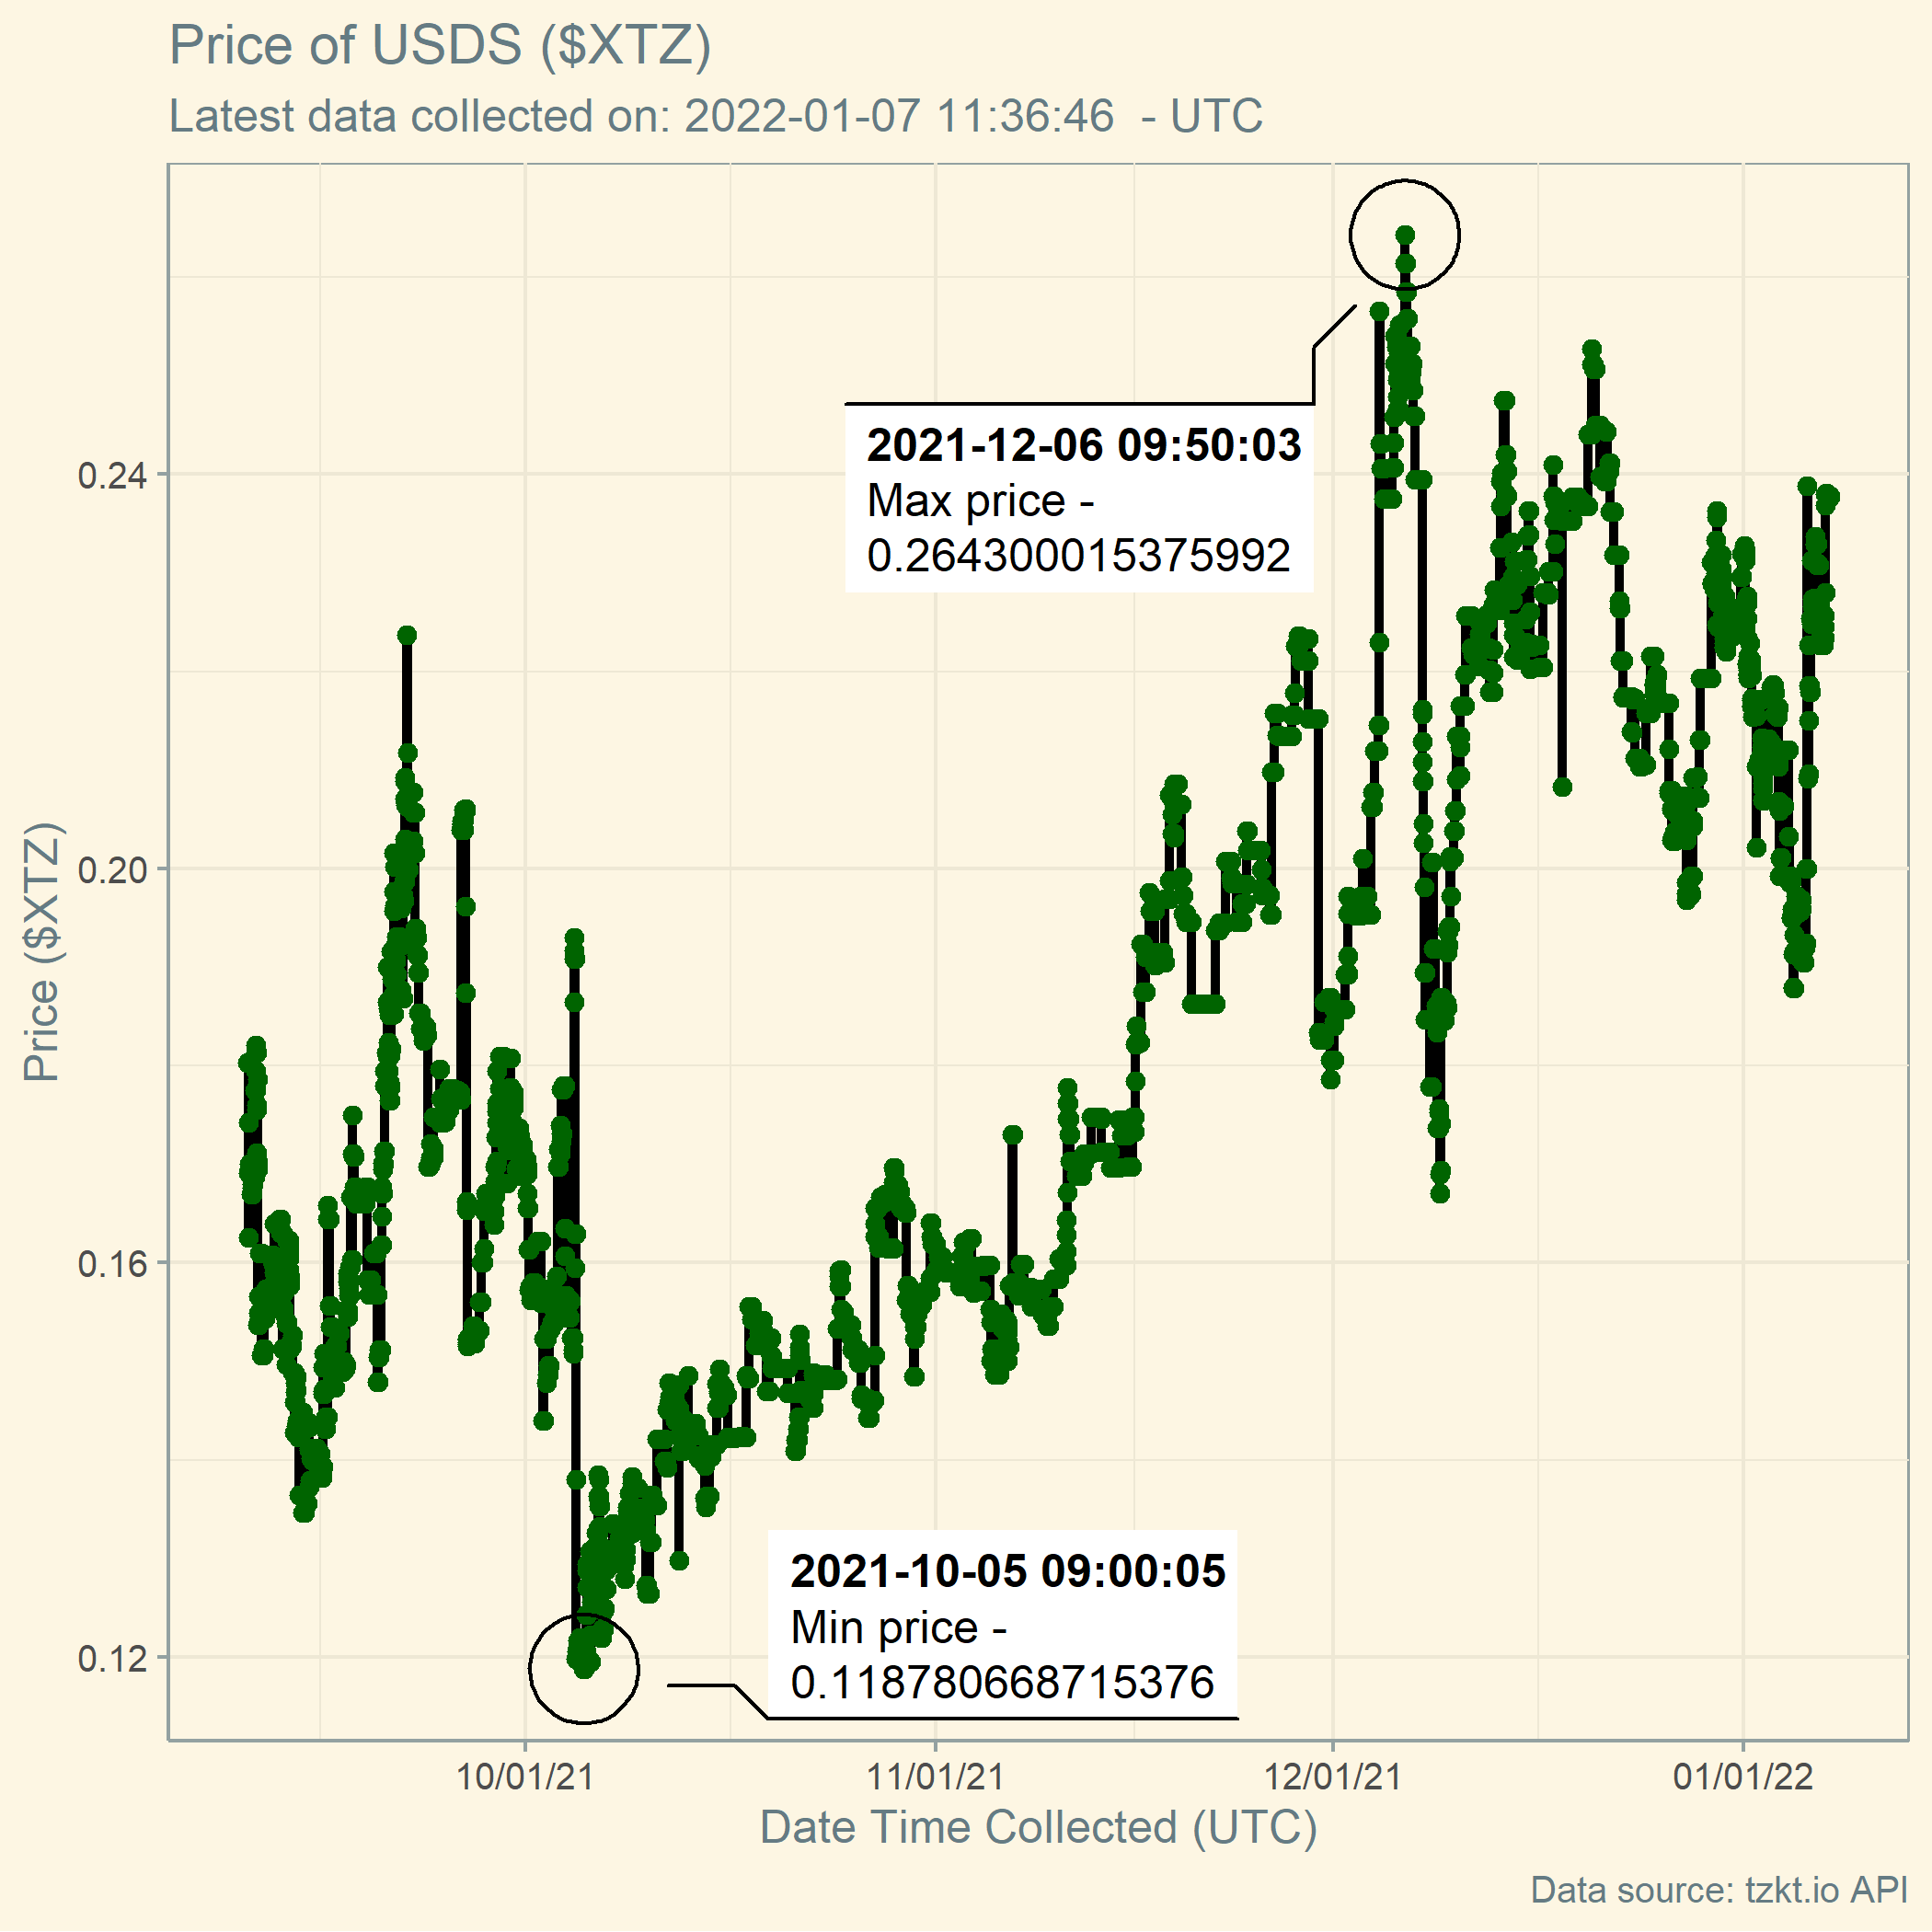 Price of USDS ($XTZ)
Latest data collected on: 2022-01-07 11:36:46  - UTC
2021-12-06 09:50:03
Max price -
0.264300015375992
0.24
0.20
0.16
0.12
Price ($XTZ)
2021-10-05 09:00:05
Min price -
0.118780668715376
10/01/21
11/01/21
12/01/21
01/01/22
Date Time Collected (UTC)
Data source: tzkt.io API